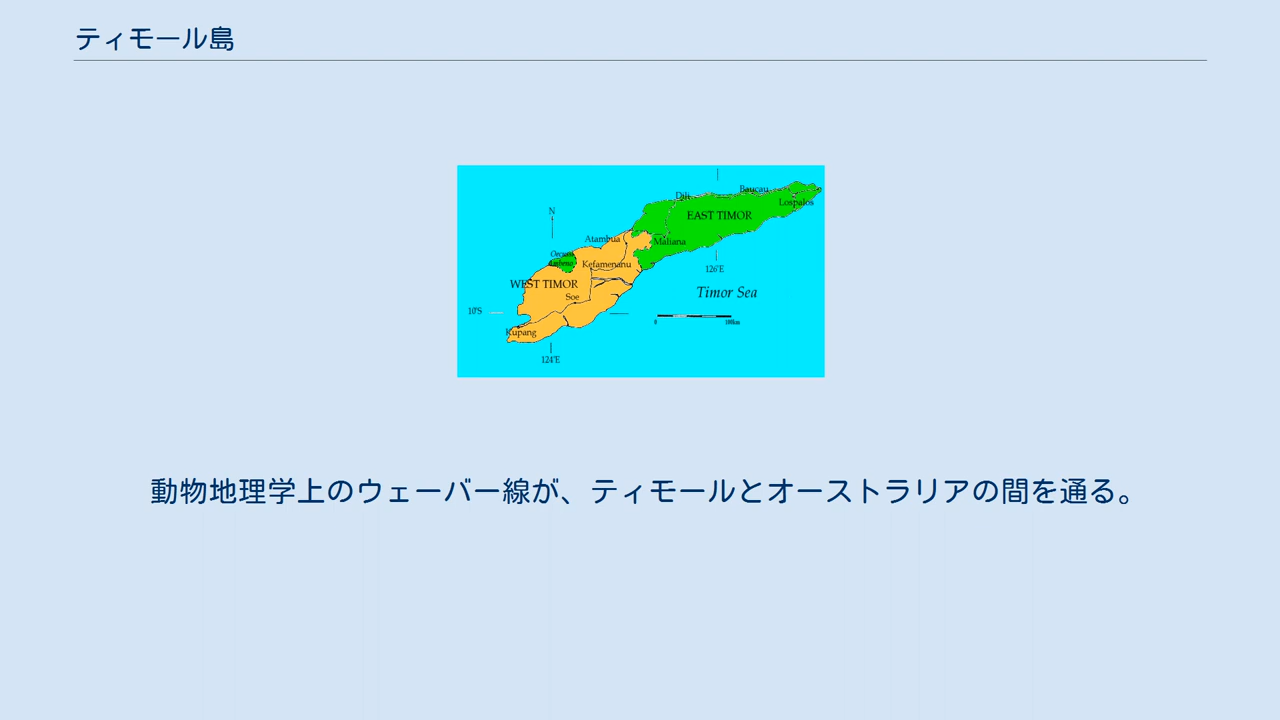 ティモール島
Dili
Baucau
Lospalos
EAST TIMOR
N
Atambua
Maliana
Kefamenanu
126°E
WEST TIMOR
Timor Sea
Soe
10°S
0
100km
Kupang
124°E
動物地理学上のウェーバー線が、ティモールとオーストラリアの間を通る。